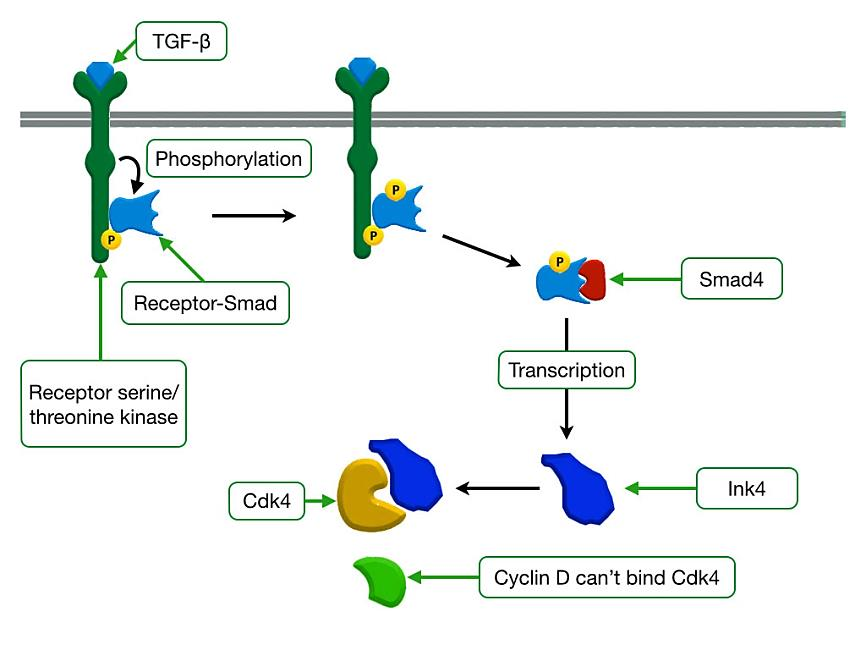 TGF-β
Phosphorylation
P
P
P
Receptor-Smad
P
Smad4
Receptor serine/
threonine kinase
Transcription
Cdk4
Ink4
Cyclin D can't bind Cdk4